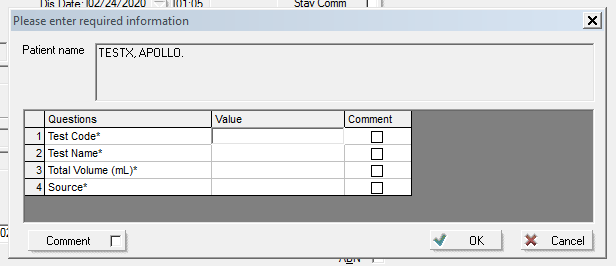 Dis Date: 02/24/2020 01:05 Stay Comm
Please enter required information
Patient name TESTX, APOLLO.
Questions Value Comment
1 Test Code*
2 Test Name*
3 Total Volume (mL)*
4 Source*
Comment OK Cancel
ABN